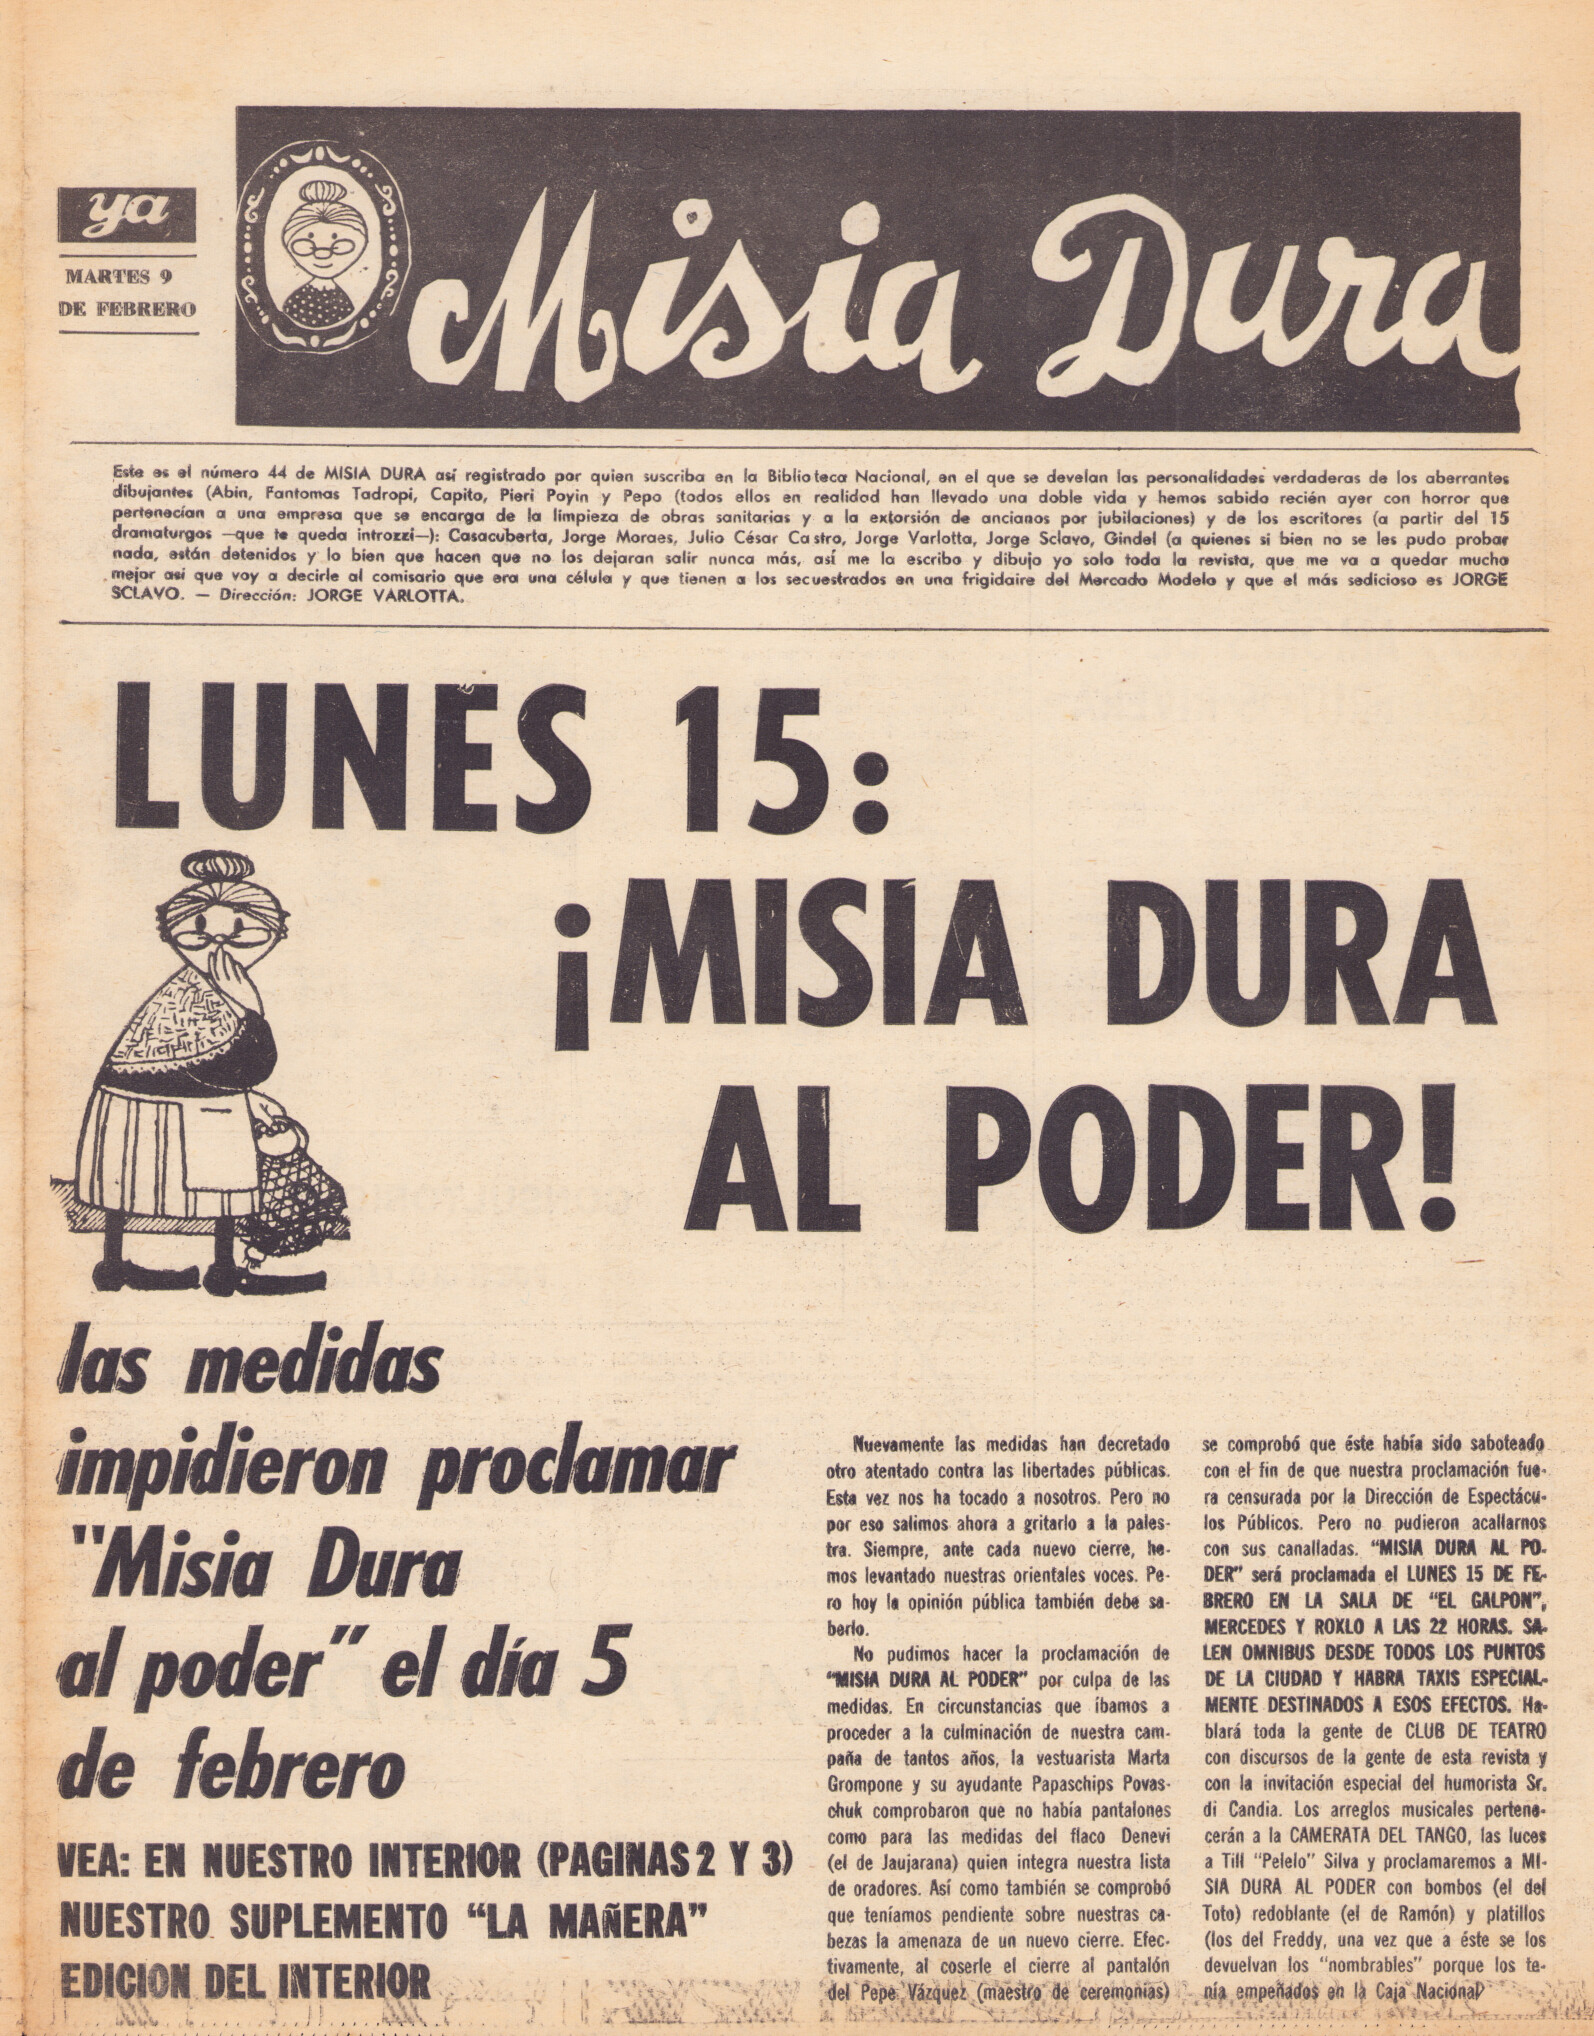 ya
MARTES 9
DE FEBRERO
Misia Dura
Este es el número 44 de MISIA DURA así registrado por quien suscriba en la Biblioteca Nacional, en el que se develan las personalidades verdaderas de los aberrantes
dibujantes (Abin, Fantomas Tadropi, Capito, Pieri Poyin y Pepo (todos ellos en realidad han llevado una doble vida y hemos sabido recién ayer con horror que
pertenecían a una empresa que se encarga de la limpieza de obras sanitarias y a la extorsión de ancianos por jubilaciones) y de los escritores (a partir del 15
dramaturgos —que te queda introzzi—): Casacuberta, Jorge Moraes, Julio César Castro, Jorge Varlotta, Jorge Sclavo, Gindel (a quienes si bien no se les pudo probar
nada, están detenidos y lo bien que hacen que no los dejaran salir nunca más, así me la escribo y dibujo yo solo toda la revista, que me va a quedar mucho
mejor así que voy a decirle al comisario que era una célula y que tienen a los secuestrados en una frigidaire del Mercado Modelo y que el más sedicioso es JORGE
SCLAVO. — Dirección: JORGE VARLOTTA.
LUNES 15:
¡MISIA DURA
AL PODER!
las medidas
impidieron proclamar
"Misia Dura
al poder" el día 5
de febrero
VEA: EN NUESTRO INTERIOR (PAGINAS 2 Y 3)
NUESTRO SUPLEMENTO "LA MAÑERA"
EDICION DEL INTERIOR
Nuevamente las medidas han decretado
otro atentado contra las libertades públicas.
Esta vez nos ha tocado a nosotros. Pero no
por eso salimos ahora a gritarlo a la pales-
tra. Siempre, ante cada nuevo cierre, he-
mos levantado nuestras orientales voces. Pe-
ro hoy la opinión pública también debe sa-
berlo.
No pudimos hacer la proclamación de
"MISIA DURA AL PODER" por culpa de las
medidas. En circunstancias que íbamos a
proceder a la culminación de nuestra cam-
paña de tantos años, la vestuarista Marta
Grompone y su ayudante Papaschips Povas-
chuk comprobaron que no había pantalones
como para las medidas del flaco Denevi
(el de Jaujarana) quien integra nuestra lista
de oradores. Así como también se comprobó
que teníamos pendiente sobre nuestras ca-
bezas la amenaza de un nuevo cierre. Efec-
tivamente, al coserle el cierre al pantalón
del Pepe Vázquez (maestro de ceremonias)
se comprobó que éste había sido saboteado
con el fin de que nuestra proclamación fue-
ra censurada por la Dirección de Espectácu-
los Públicos. Pero no pudieron acallarnos
con sus canalladas. "MISIA DURA AL PO-
DER" será proclamada el LUNES 15 DE FE-
BRERO EN LA SALA DE "EL GALPON",
MERCEDES Y ROXLO A LAS 22 HORAS. SA-
LEN OMNIBUS DESDE TODOS LOS PUNTOS
DE LA CIUDAD Y HABRA TAXIS ESPECIAL-
MENTE DESTINADOS A ESOS EFECTOS. Ha-
blará toda la gente de CLUB DE TEATRO
con discursos de la gente de esta revista y
con la invitación especial del humorista Sr.
di Candia. Los arreglos musicales pertene-
cerán a la CAMERATA DEL TANGO, las luces
a Till "Pelelo" Silva y proclamaremos a MI-
SIA DURA AL PODER con bombos (el del
Toto) redoblante (el de Ramón) y platillos
(los del Freddy, una vez que a éste se los
devuelvan los "nombrables" porque los te-
nía empeñados en la Caja Nacional)